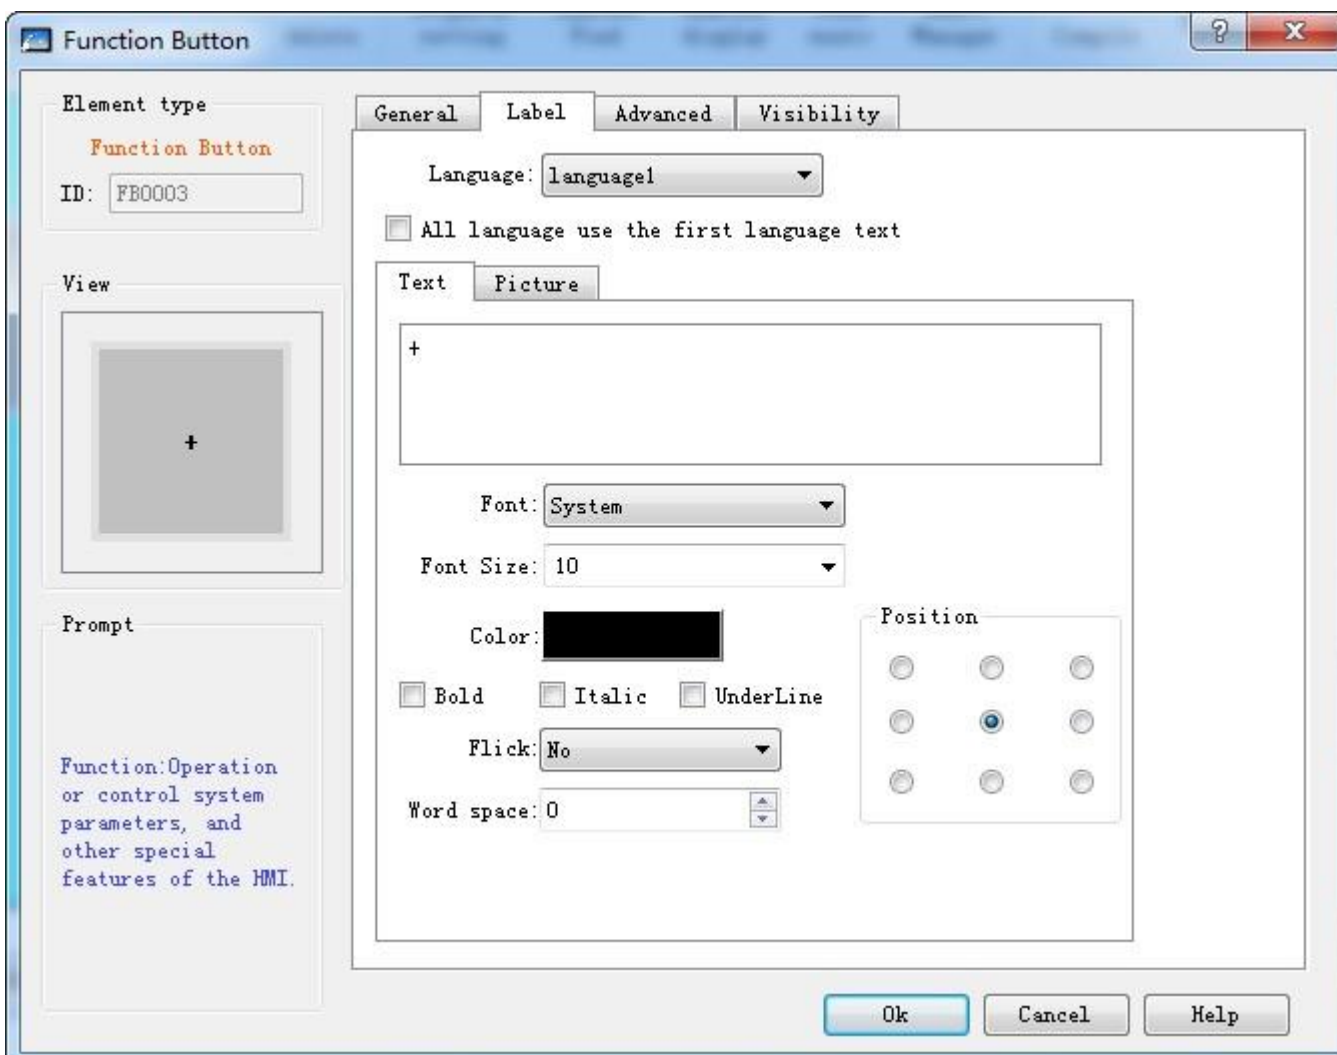 Function Button
?
X
Element type
Function Button
ID: FB0003
View
+
Prompt
Function:Operation
or control system
parameters, and
other special
features of the HMI.
General Label Advanced Visibility
Language: language1
All language use the first language text
Text Picture
+
Font: System
Font Size: 10
Color:
Bold Italic UnderLine
Flick: No
Word space: 0
Position
Ok Cancel Help